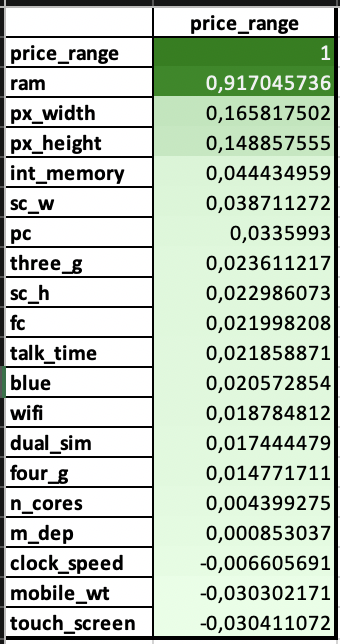 price_range
price_range 1
ram 0,917045736
px_width 0,165817502
px_height 0,148857555
int_memory 0,044434959
sc_w 0,038711272
pc 0,0335993
three_g 0,023611217
sc_h 0,022986073
fc 0,021998208
talk_time 0,021858871
blue 0,020572854
wifi 0,018784812
dual_sim 0,017444479
four_g 0,014771711
n_cores 0,004399275
m_dep 0,000853037
clock_speed -0,006605691
mobile_wt -0,030302171
touch_screen -0,030411072